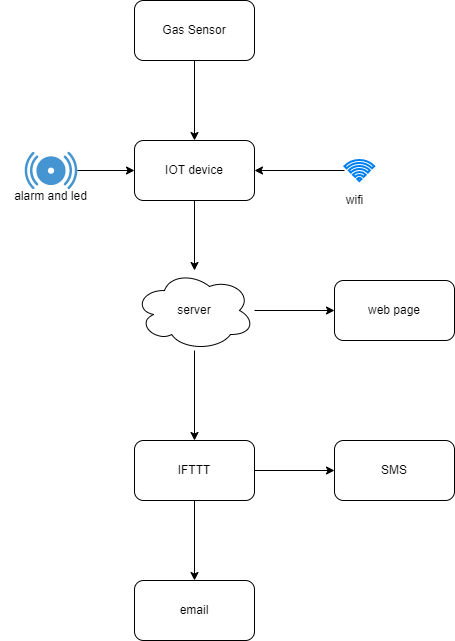 Gas Sensor
IOT device
alarm and led
wifi
server
web page
IFTTT
SMS
email